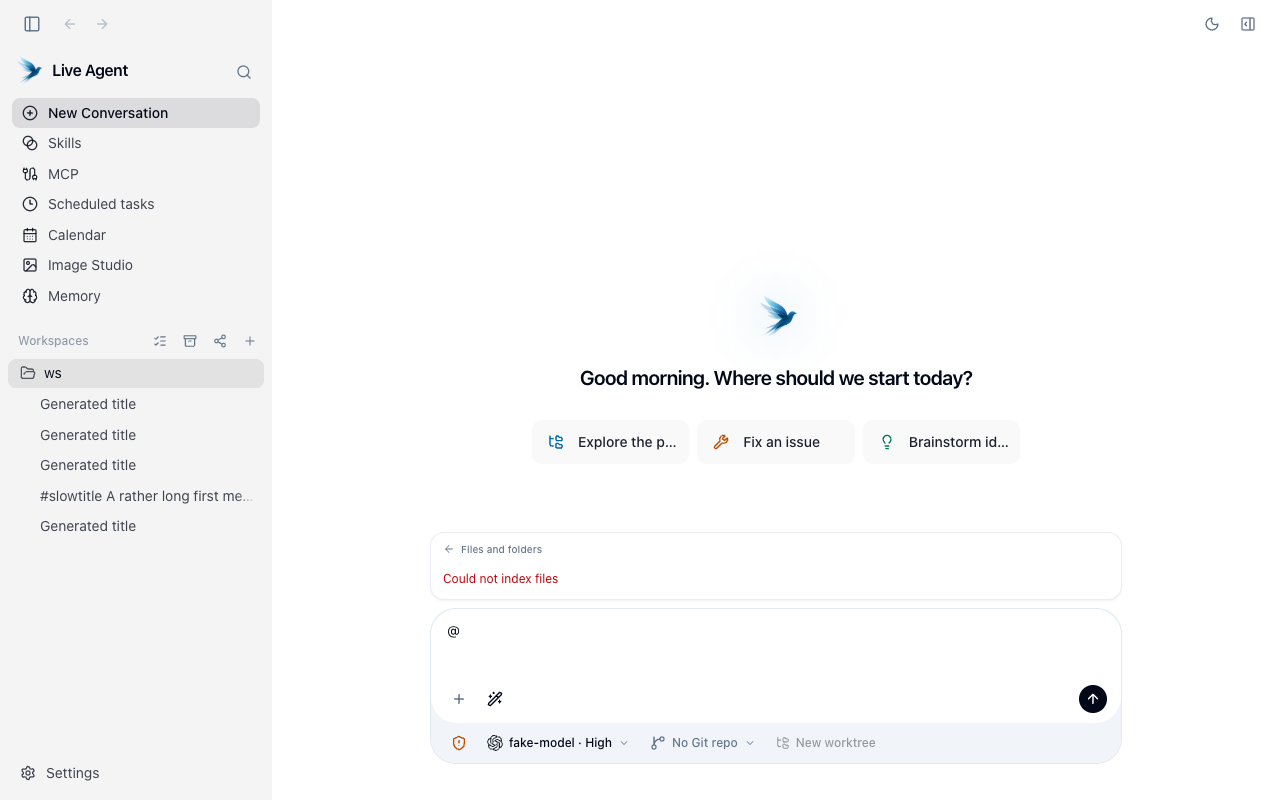 Live Agent
New Conversation
Skills
MCP
Scheduled tasks
Calendar
Image Studio
Memory
Workspaces
ws
Generated title
Generated title
Generated title
#slowtitle A rather long first me...
Generated title
Settings
Good morning. Where should we start today?
Explore the p...
Fix an issue
Brainstorm id...
Files and folders
Could not index files
@
fake-model · High
No Git repo
New worktree